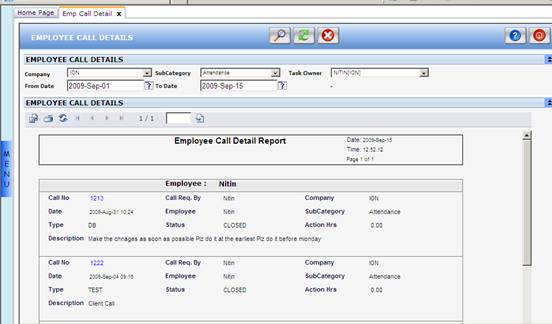 Home Page Emp Call Detail x
EMPLOYEE CALL DETAILS
EMPLOYEE CALL DETAILS
Company ION SubCategory Attendance Task Owner NITIN[ION]
From Date 2009-Sep-01 ? To Date 2009-Sep-15 ? -
EMPLOYEE CALL DETAILS
1 / 1
Employee Call Detail Report
Date: 2009-Sep-15
Time: 12.52.12
Page 1 of 1
Employee : Nitin
Call No 1213 Call Req. By Nitin Company ION
Date 2009-Aug-31 10:24 Employee Nitin SubCategory Attendance
Type DB Status CLOSED Action Hrs 0.00
Description Make the chnages as soon as possible Plz do it at the earliest Plz do it before monday
Call No 1222 Call Req. By Nitin Company ION
Date 2009-Sep-04 09:16 Employee Nitin SubCategory Attendance
Type TEST Status CLOSED Action Hrs 0.00
Description Client Call
MENU